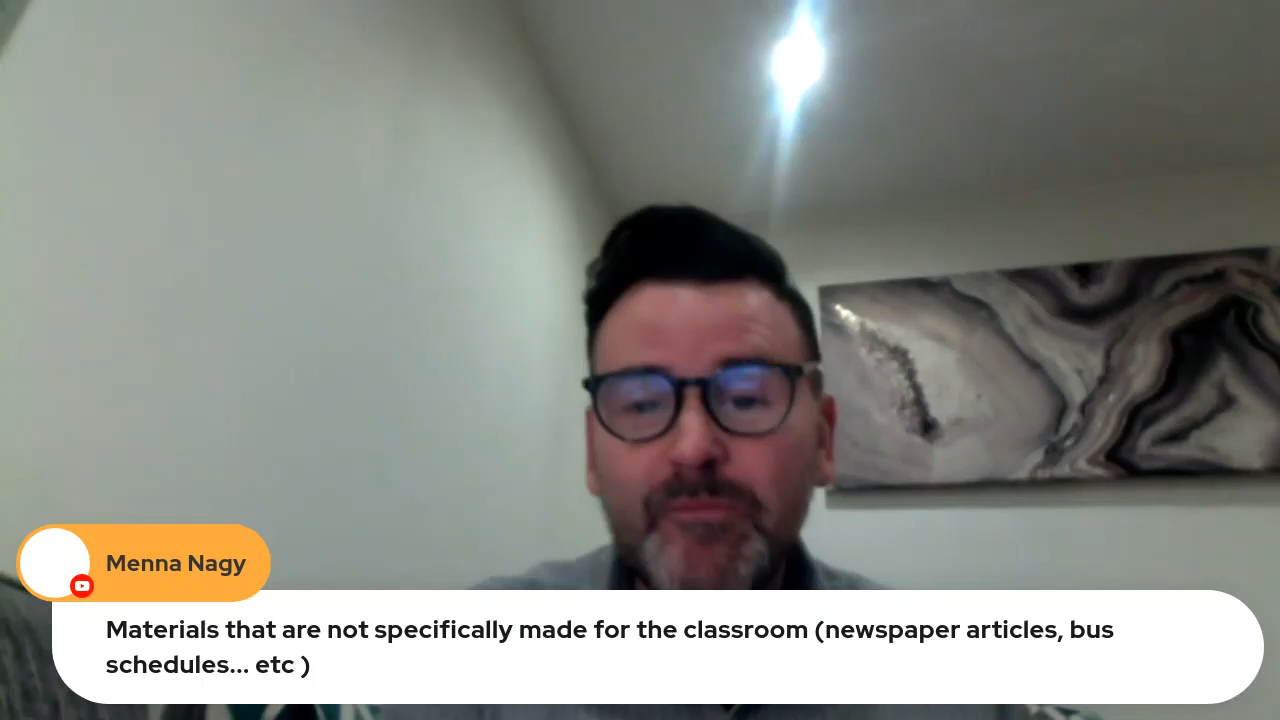 Menna Nagy
Materials that are not specifically made for the classroom (newspaper articles, bus
schedules... etc )